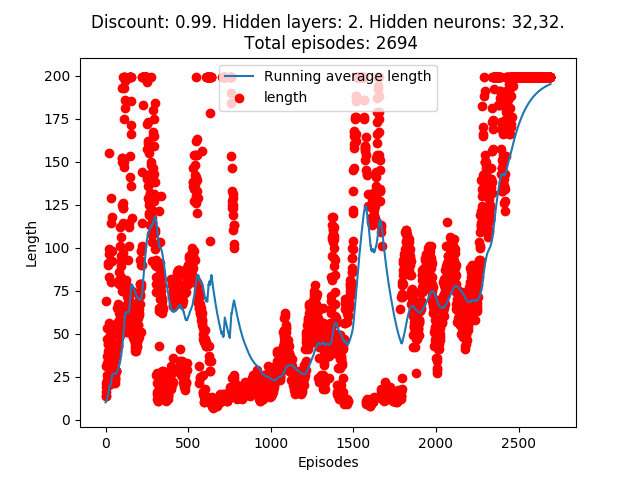 Discount: 0.99. Hidden layers: 2. Hidden neurons: 32,32.
Total episodes: 2694
Running average length
length
200
175
150
125
100
75
50
25
0
Length
0
500
1000
1500
2000
2500
Episodes